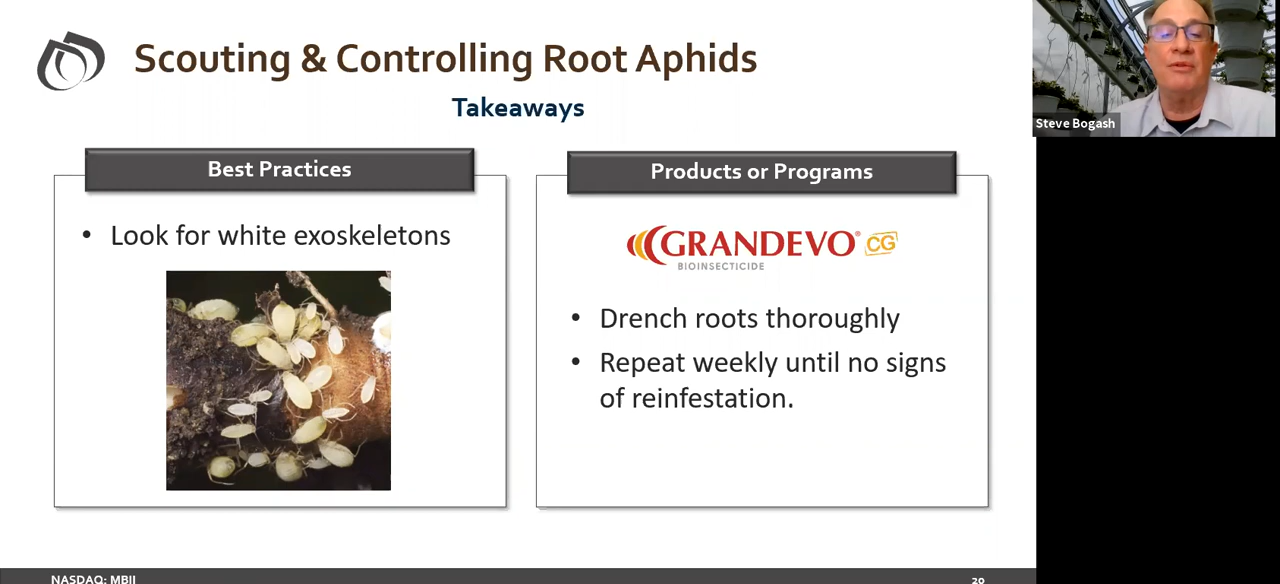 Scouting & Controlling Root Aphids
Takeaways
Best Practices
• Look for white exoskeletons
Products or Programs
GRANDEVO® CG
BIOINSECTICIDE
• Drench roots thoroughly
• Repeat weekly until no signs
of reinfestation.
Steve Bogash
NASDAQ: MBII
20